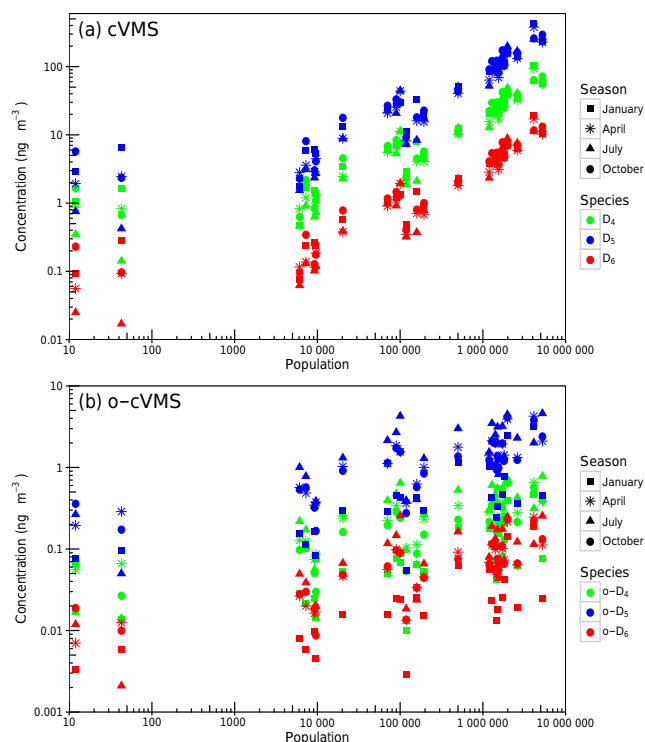 (a) cVMS
Concentration (ng m⁻³)
100
10
1
0.1
0.01
10
100
1000
10 000
100 000
1 000 000
10 000 000
Population
Season
January
April
July
October
Species
D₄
D₅
D₆
(b) o−cVMS
Concentration (ng m⁻³)
10
1
0.1
0.01
0.001
10
100
1000
10 000
100 000
1 000 000
10 000 000
Population
Season
January
April
July
October
Species
o−D₄
o−D₅
o−D₆